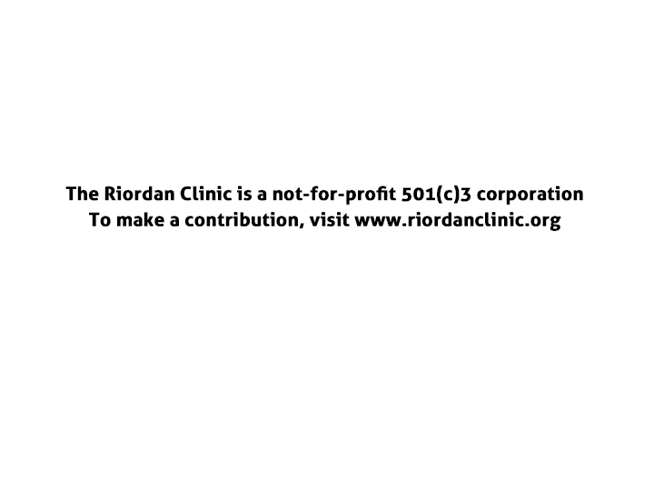 The Riordan Clinic is a not-for-profit 501(c)3 corporation
To make a contribution, visit www.riordanclinic.org